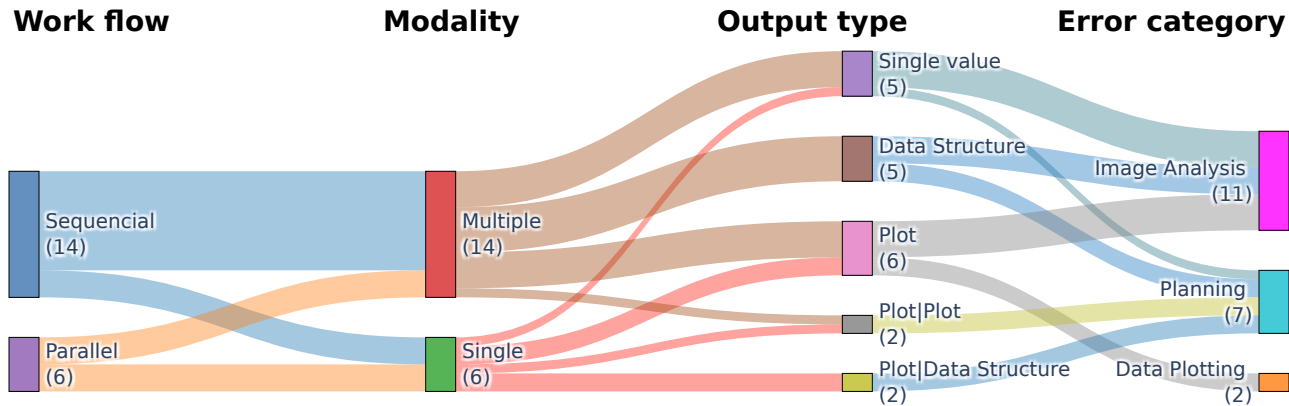 Work flow
Modality
Output type
Error category
Sequencial
(14)
Parallel
(6)
Multiple
(14)
Single
(6)
Single value
(5)
Data Structure
(5)
Plot
(6)
Plot|Plot
(2)
Plot|Data Structure
(2)
Image Analysis
(11)
Planning
(7)
Data Plotting
(2)